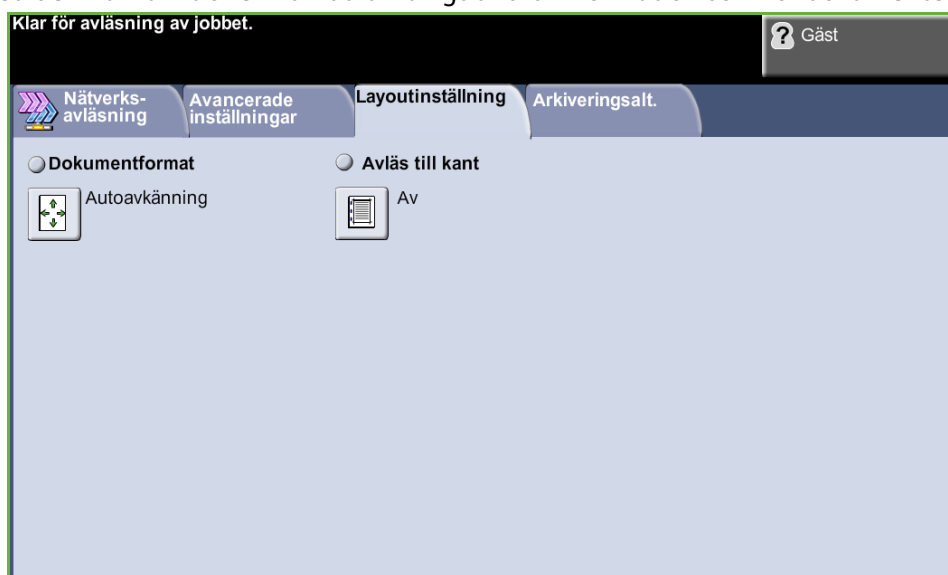 Klar för avläsning av jobbet.
Gäst
Nätverks-
avläsning
Avancerade
inställningar
Layoutinställning
Arkiveringsalt.
Dokumentformat
Avläs till kant
Autoavkänning
Av